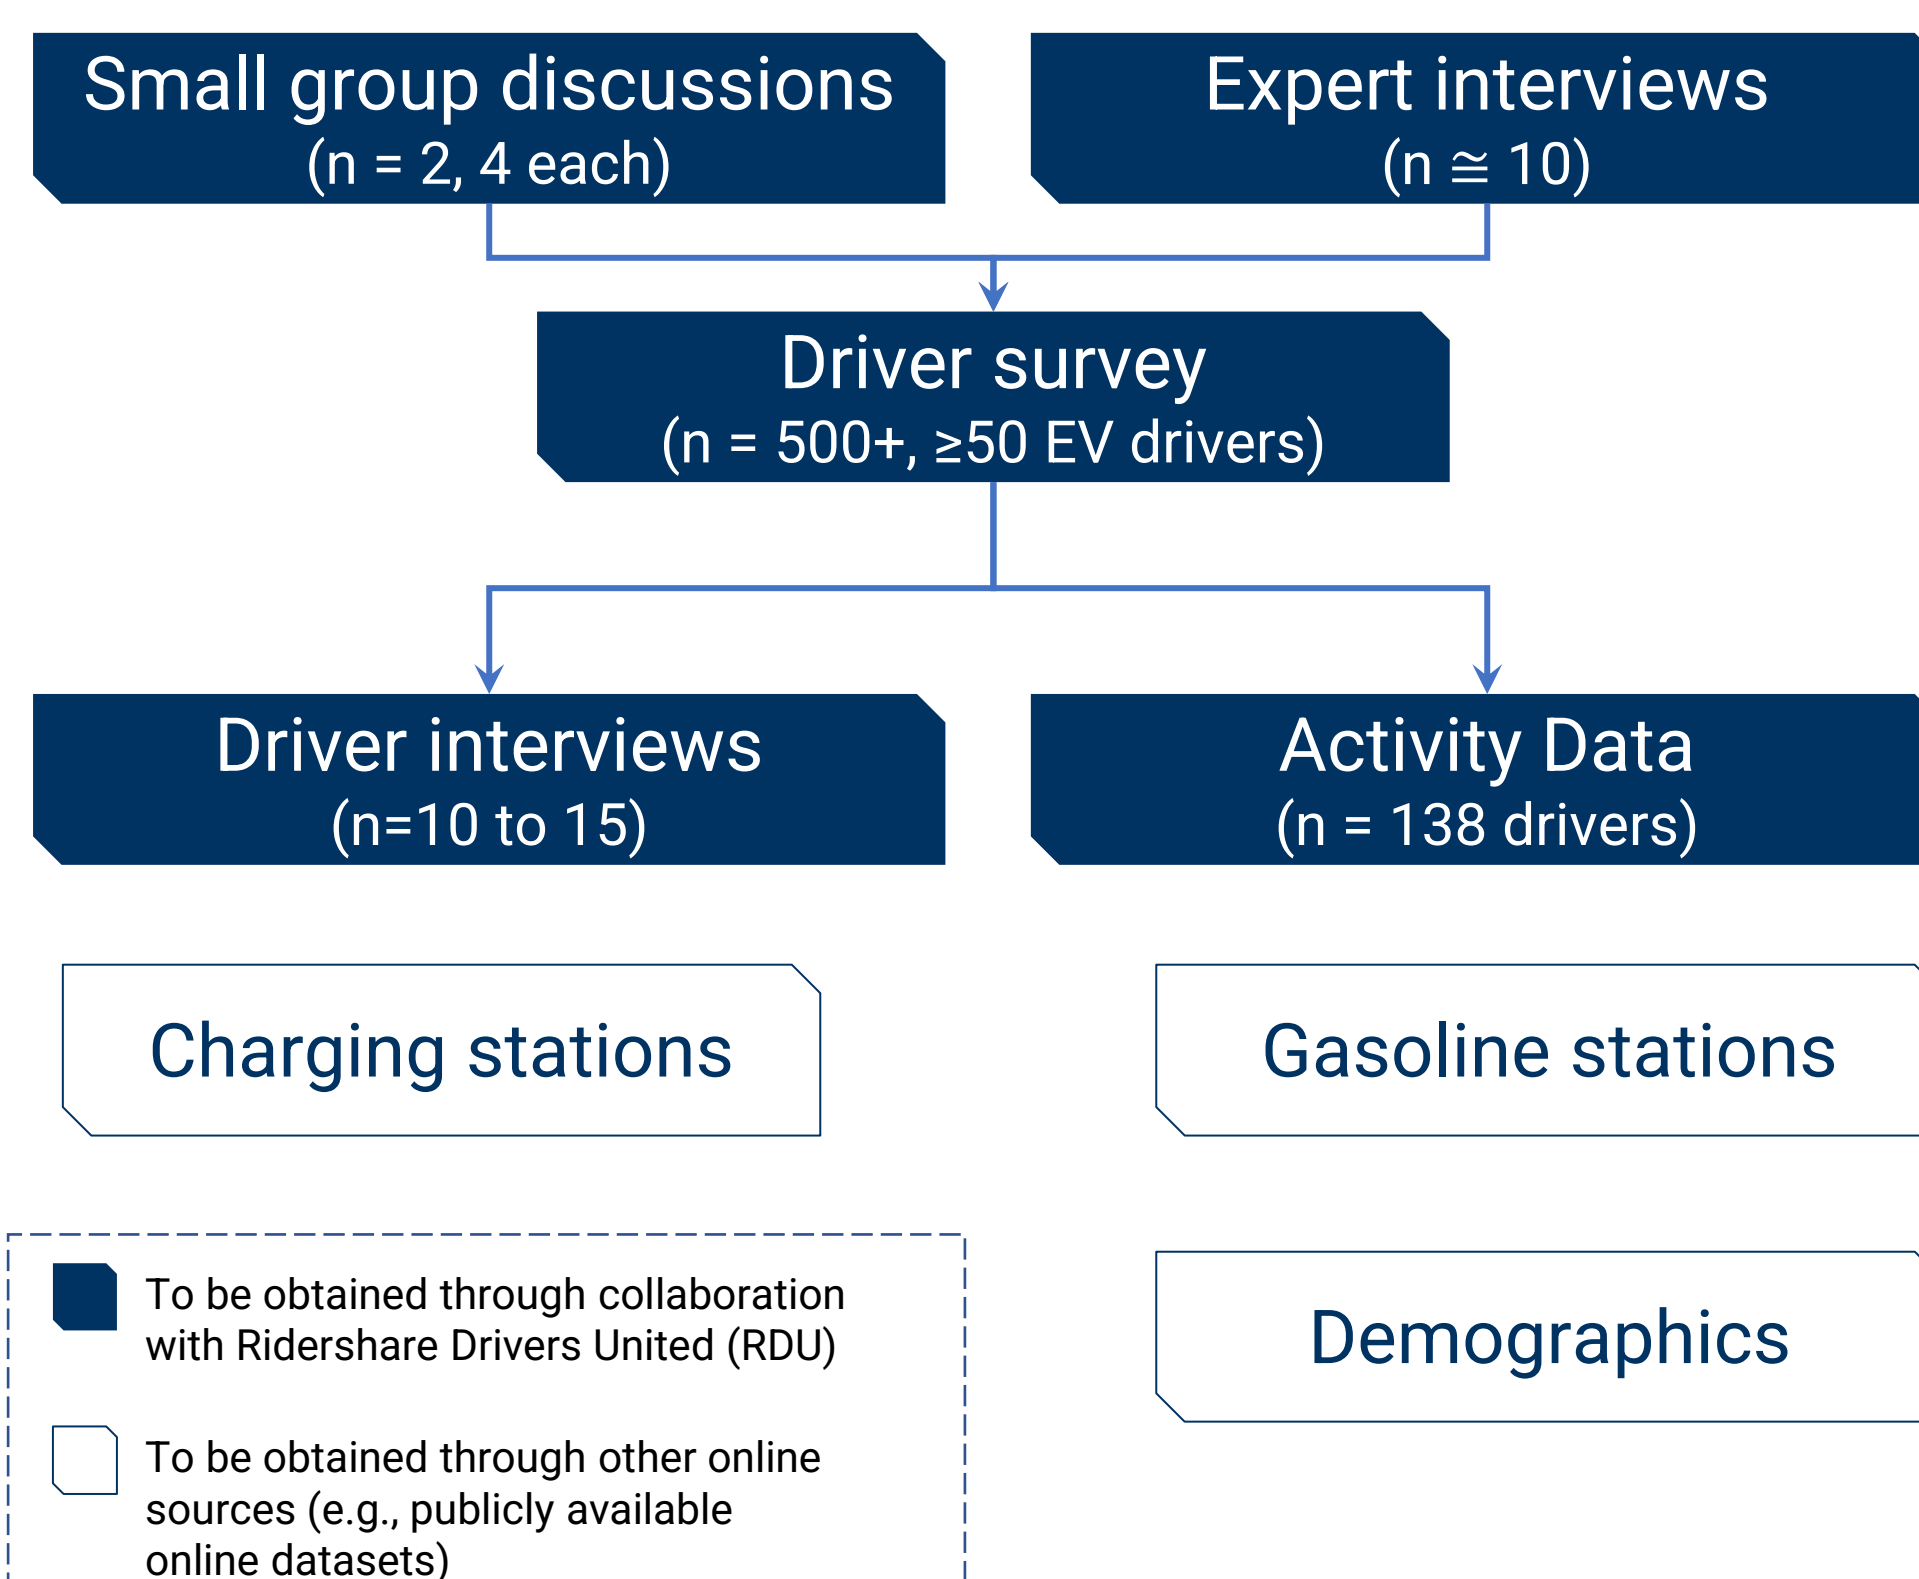 Small group discussions
(n = 2, 4 each)
Expert interviews
(n ≅ 10)
Driver survey
(n = 500+, ≥50 EV drivers)
Driver interviews
(n=10 to 15)
Activity Data
(n = 138 drivers)
Charging stations
Gasoline stations
To be obtained through collaboration
with Ridershare Drivers United (RDU)
Demographics
To be obtained through other online
sources (e.g., publicly available
online datasets)